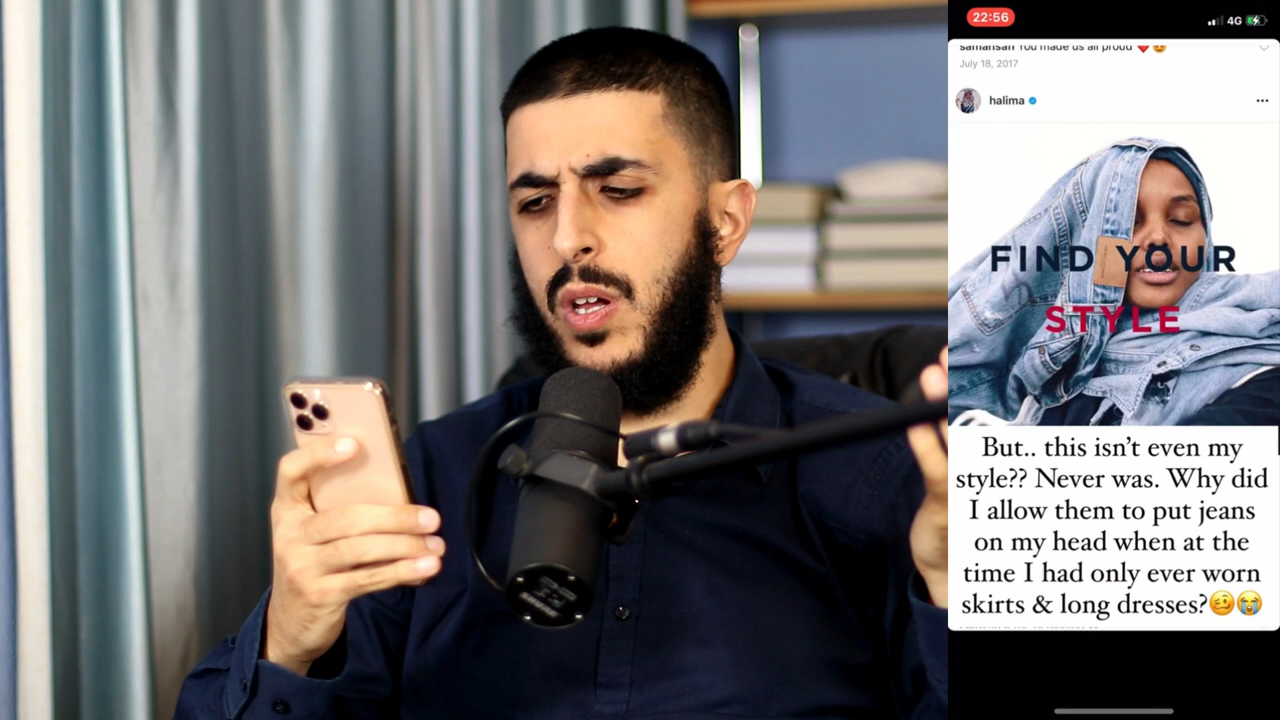 22:56
4G
samansah You made us all proud ❤️😍
July 18, 2017
halima
FIND YOUR
STYLE
But.. this isn’t even my
style?? Never was. Why did
I allow them to put jeans
on my head when at the
time I had only ever worn
skirts & long dresses?🥴😭